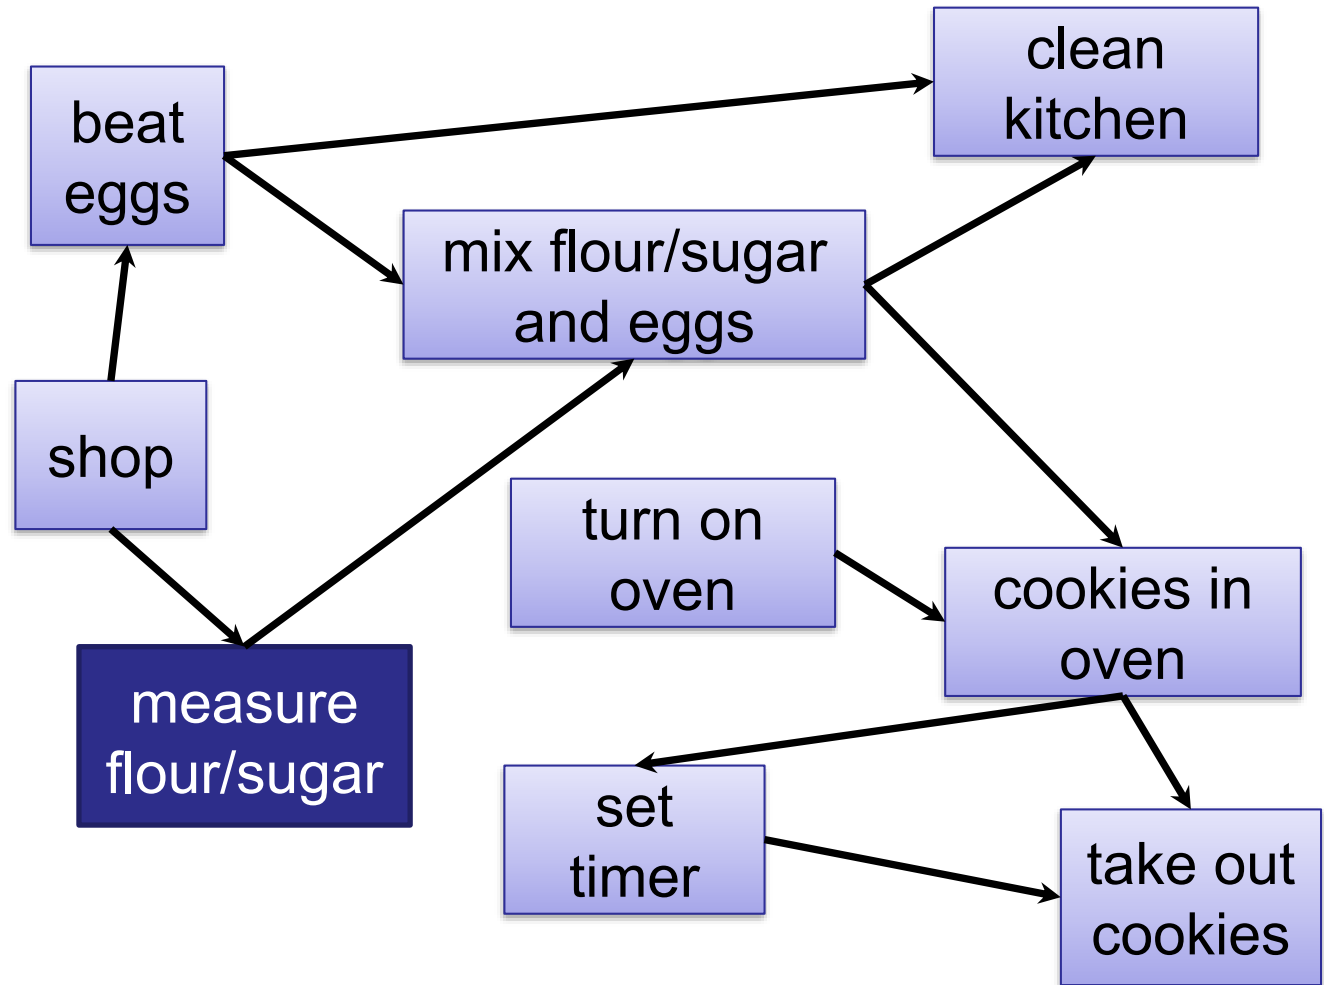 clean
kitchen
beat
eggs
mix flour/sugar
and eggs
shop
turn on
oven
cookies in
oven
measure
flour/sugar
set
timer
take out
cookies